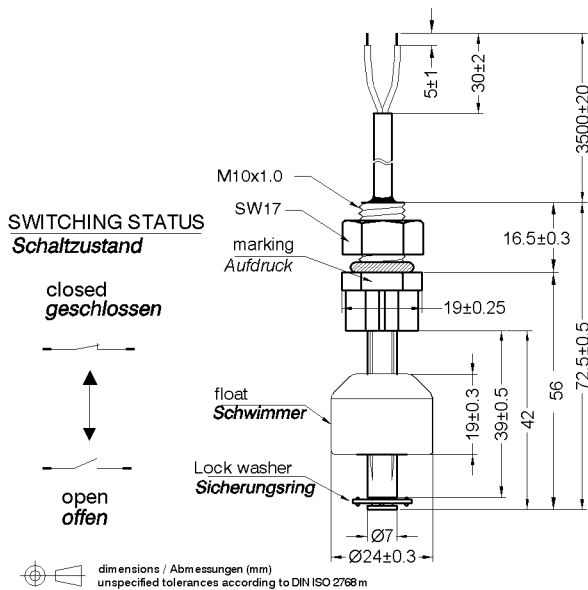 5±1
30±2
3500±20
M10x1.0
SW17
marking
Aufdruck
16.5±0.3
19±0.25
SWITCHING STATUS
Schaltzustand
closed
geschlossen
open
offen
float
Schwimmer
19±0.3
39±0.5
42
56
72.5±0.5
Lock washer
Sicherungsring
Ø7
Ø24±0.3
dimensions / Abmessungen (mm)
unspecified tolerances according to DIN ISO 2768 m